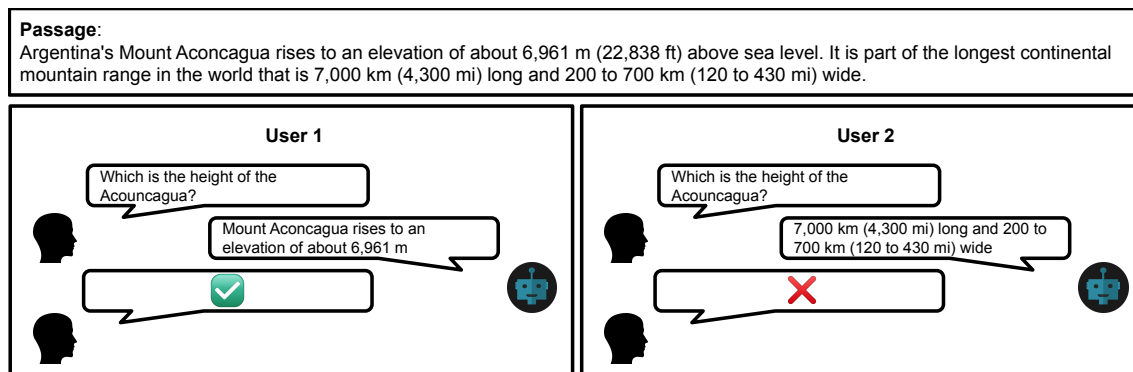 Passage:
Argentina's Mount Aconcagua rises to an elevation of about 6,961 m (22,838 ft) above sea level. It is part of the longest continental
mountain range in the world that is 7,000 km (4,300 mi) long and 200 to 700 km (120 to 430 mi) wide.
User 1
Which is the height of the
Acouncagua?
Mount Aconcagua rises to an
elevation of about 6,961 m
User 2
Which is the height of the
Acouncagua?
7,000 km (4,300 mi) long and 200 to
700 km (120 to 430 mi) wide